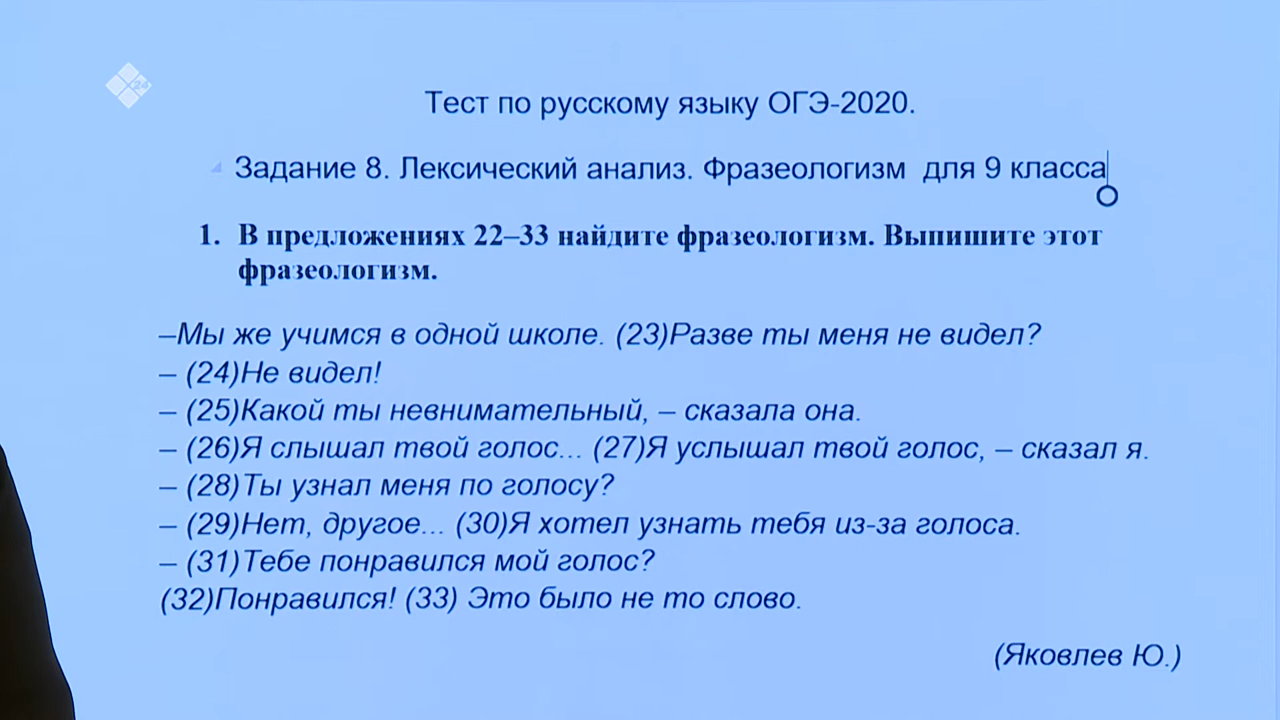 24
Тест по русскому языку ОГЭ-2020.
Задание 8. Лексический анализ. Фразеологизм для 9 класса
1. В предложениях 22–33 найдите фразеологизм. Выпишите этот
фразеологизм.
–Мы же учимся в одной школе. (23)Разве ты меня не видел?
– (24)Не видел!
– (25)Какой ты невнимательный, – сказала она.
– (26)Я слышал твой голос... (27)Я услышал твой голос, – сказал я.
– (28)Ты узнал меня по голосу?
– (29)Нет, другое... (30)Я хотел узнать тебя из-за голоса.
– (31)Тебе понравился мой голос?
(32)Понравился! (33) Это было не то слово.
(Яковлев Ю.)